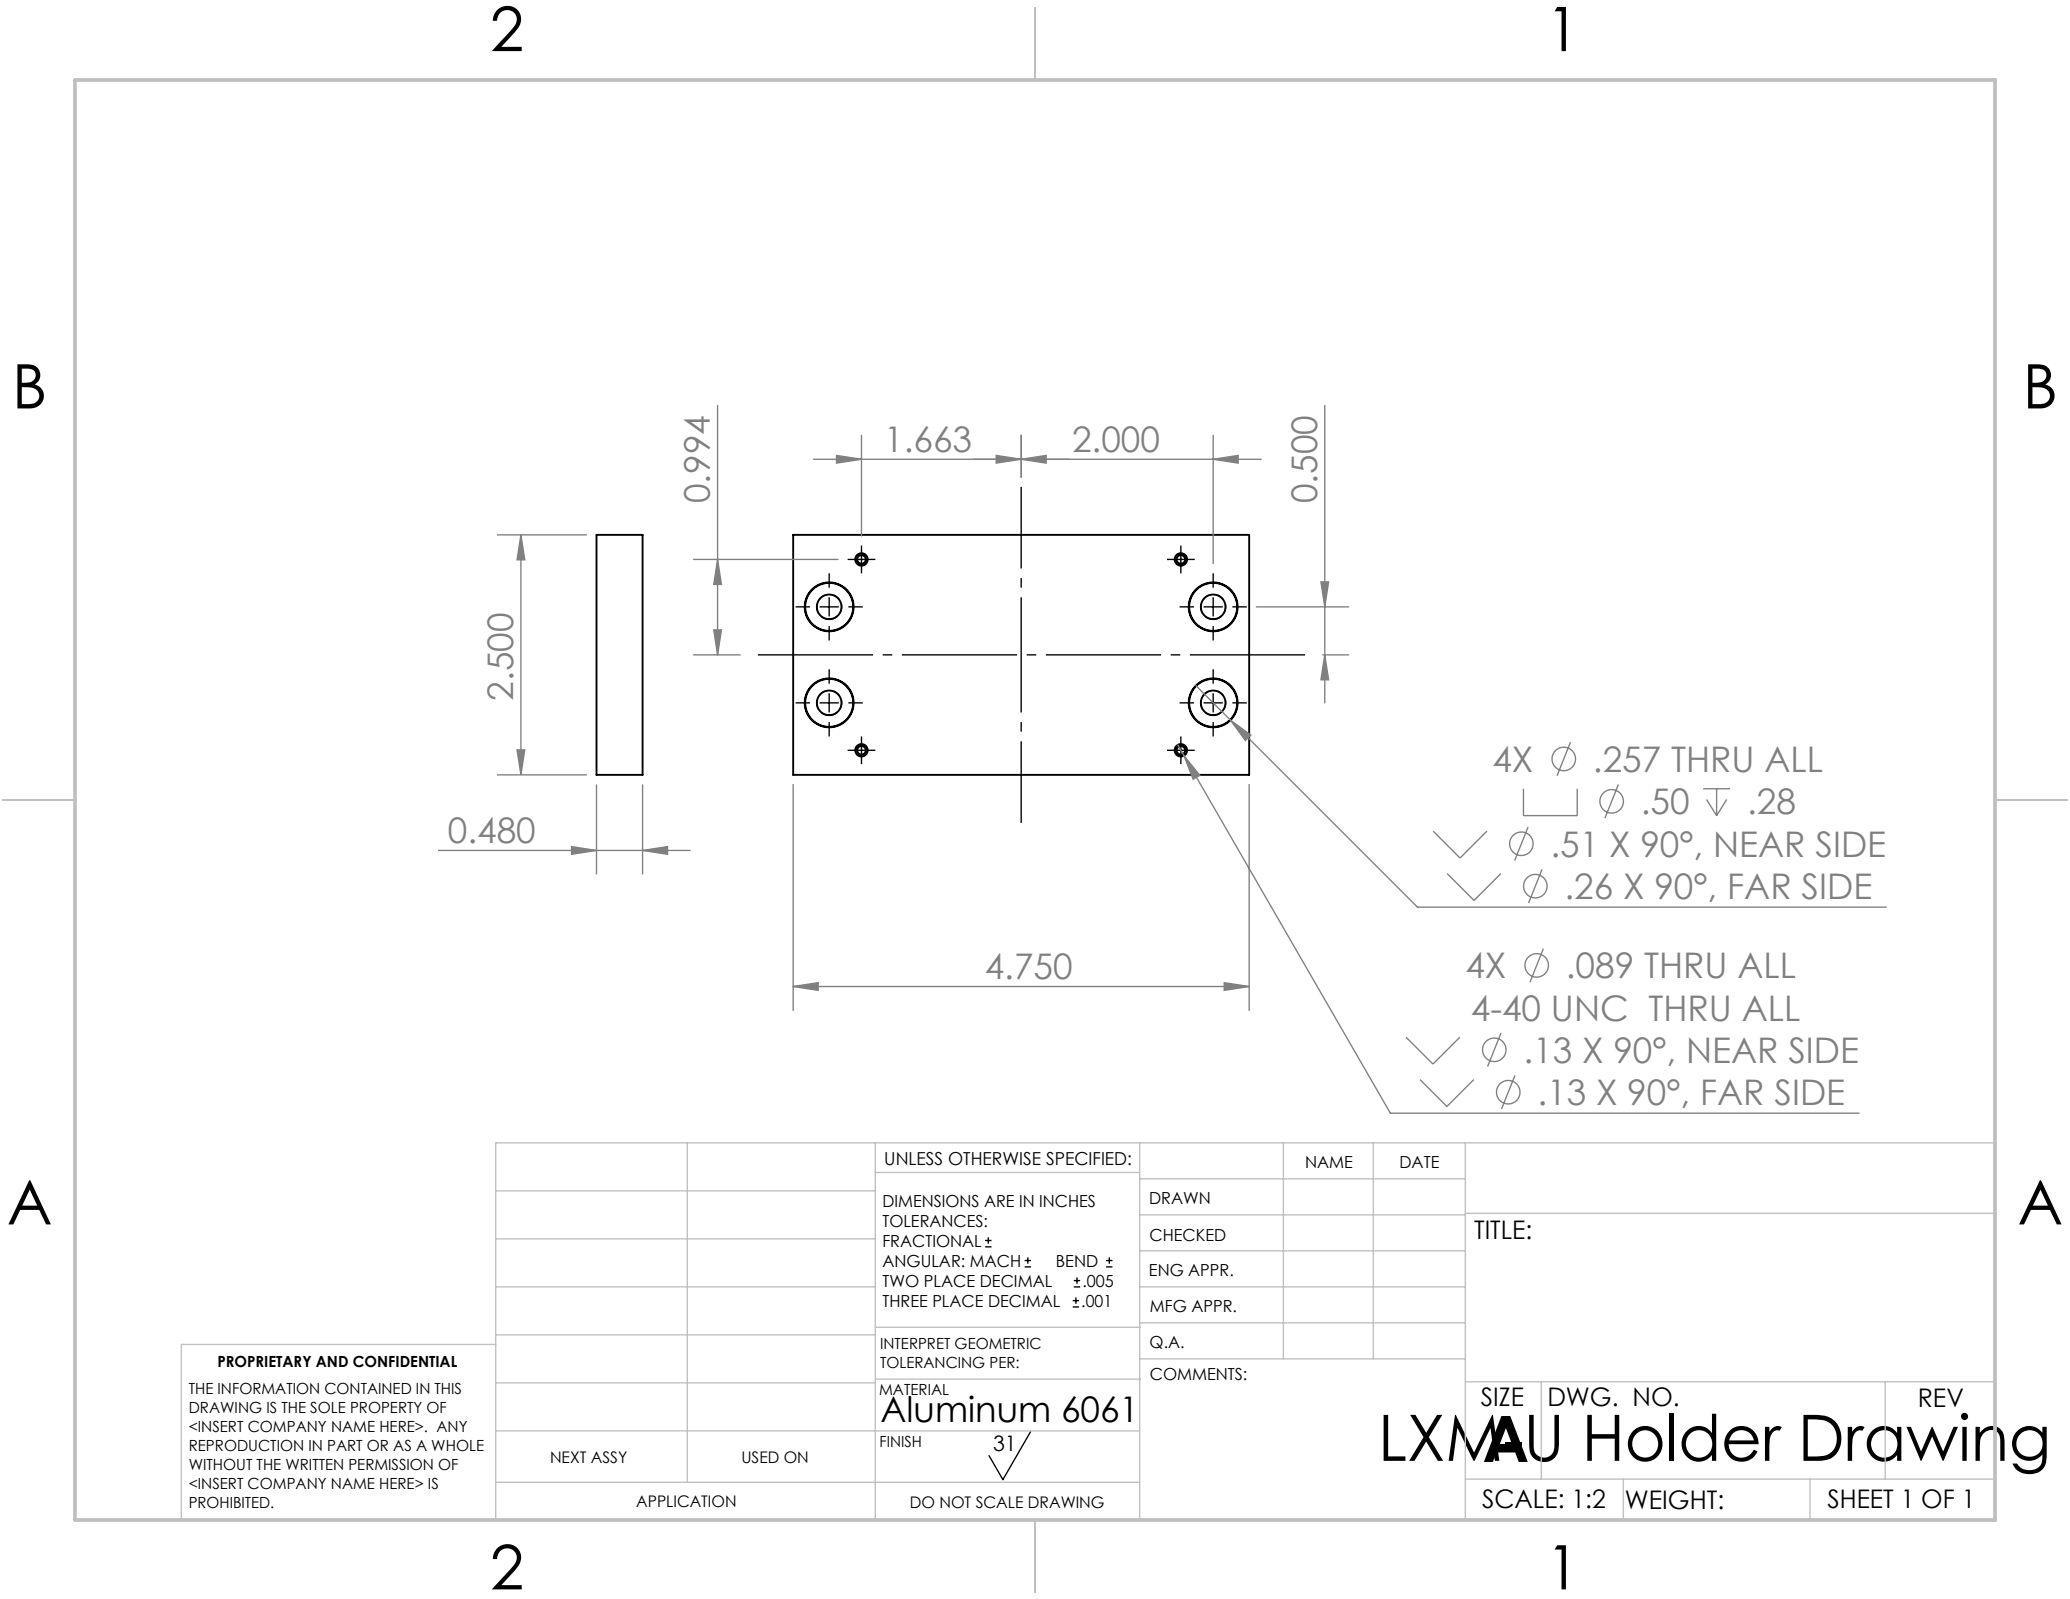 2
1
B
B
0.994
1.663
2.000
0.500
2.500
0.480
4.750
4X ⌀ .257 THRU ALL
⌴ ⌀ .50 ↧ .28
⌵ ⌀ .51 X 90°, NEAR SIDE
⌵ ⌀ .26 X 90°, FAR SIDE
4X ⌀ .089 THRU ALL
4-40 UNC THRU ALL
⌵ ⌀ .13 X 90°, NEAR SIDE
⌵ ⌀ .13 X 90°, FAR SIDE
A
A
PROPRIETARY AND CONFIDENTIAL
THE INFORMATION CONTAINED IN THIS
DRAWING IS THE SOLE PROPERTY OF
<INSERT COMPANY NAME HERE>. ANY
REPRODUCTION IN PART OR AS A WHOLE
WITHOUT THE WRITTEN PERMISSION OF
<INSERT COMPANY NAME HERE> IS
PROHIBITED.
NEXT ASSY
USED ON
APPLICATION
UNLESS OTHERWISE SPECIFIED:
DIMENSIONS ARE IN INCHES
TOLERANCES:
FRACTIONAL ±
ANGULAR: MACH ± BEND ±
TWO PLACE DECIMAL ±.005
THREE PLACE DECIMAL ±.001
INTERPRET GEOMETRIC
TOLERANCING PER:
MATERIAL
Aluminum 6061
FINISH
31
DO NOT SCALE DRAWING
NAME
DATE
DRAWN
CHECKED
ENG APPR.
MFG APPR.
Q.A.
COMMENTS:
TITLE:
SIZE
A
DWG. NO.
Holder Drawing
REV
SCALE: 1:2
WEIGHT:
SHEET 1 OF 1
2
1